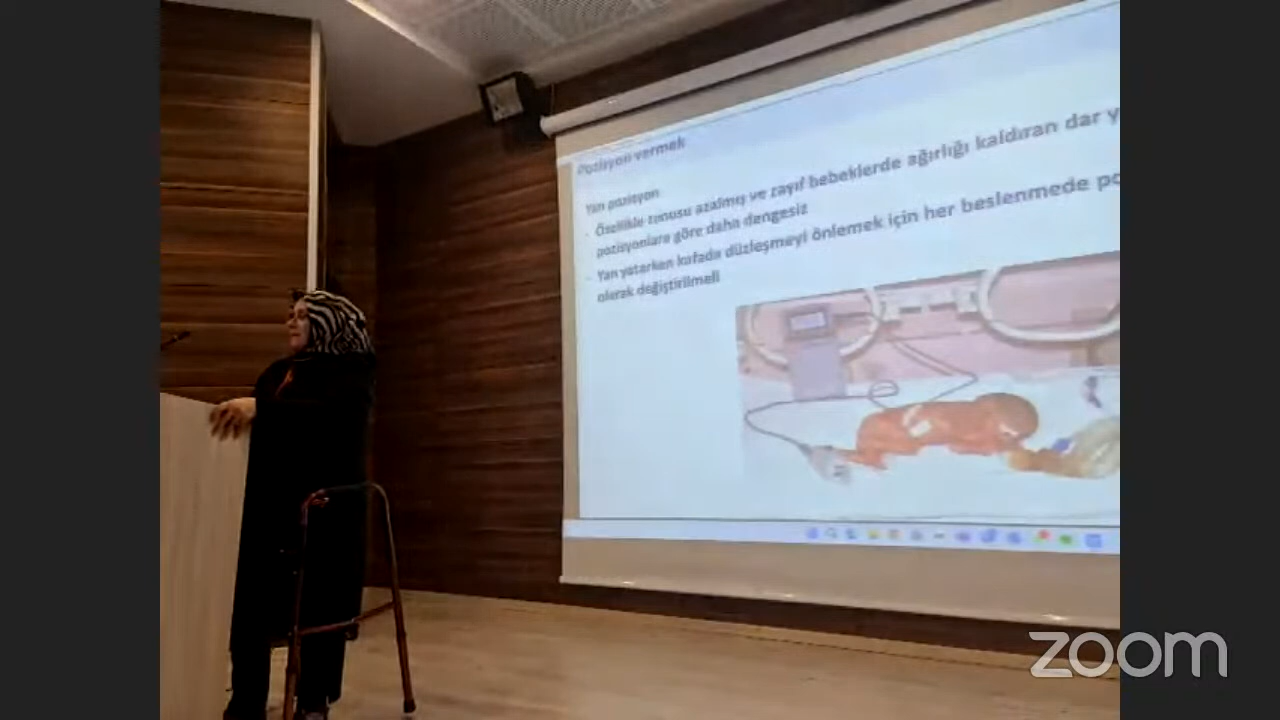 Pozisyon vermek
Yan pozisyon
- Özellikle tonusu azalmış ve zayıf bebeklerde ağırlığı kaldıran dar y
pozisyonlara göre daha dengesiz
- Yan yatarken kafada düzleşmeyi önlemek için her beslenmede po
olarak değiştirilmeli
zoom